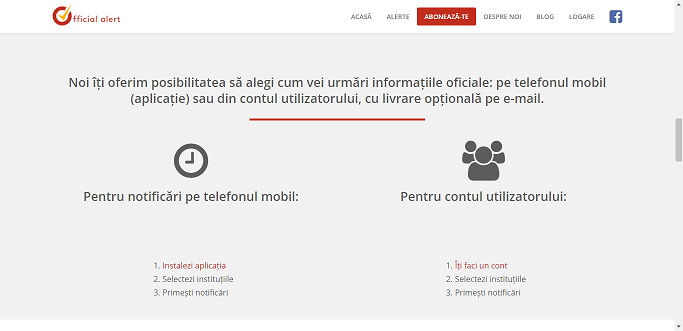 official alert
ACASĂ ALERTE ABONEAZĂ-TE DESPRE NOI BLOG LOGARE
Noi îți oferim posibilitatea să alegi cum vei urmări informațiile oficiale: pe telefonul mobil
(aplicație) sau din contul utilizatorului, cu livrare opțională pe e-mail.
Pentru notificări pe telefonul mobil:
1. Instalezi aplicația
2. Selectezi instituțiile
3. Primești notificări
Pentru contul utilizatorului:
1. Îți faci un cont
2. Selectezi instituțiile
3. Primești notificări